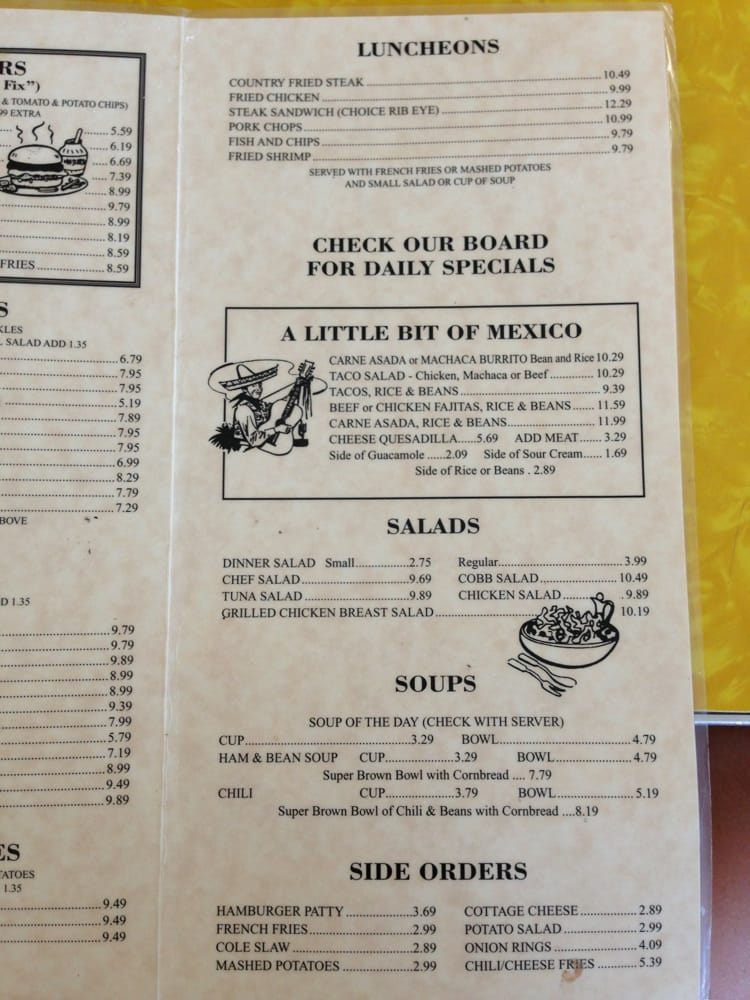 RS
Fix")
& TOMATO & POTATO CHIPS)
99 EXTRA
5.59
6.19
6.69
7.39
8.99
9.79
8.99
8.19
8.59
FRIES 8.59
S
KLES
SALAD ADD 1.35
6.79
7.95
7.95
5.19
7.89
7.95
7.95
6.99
8.29
7.79
7.29
BOVE
D 1.35
9.79
9.79
9.89
8.99
8.99
9.39
7.99
5.79
7.19
8.99
9.49
9.89
ES
TATOES
1.35
9.49
9.49
9.49
LUNCHEONS
COUNTRY FRIED STEAK 10.49
FRIED CHICKEN 9.99
STEAK SANDWICH (CHOICE RIB EYE) 12.29
PORK CHOPS 10.99
FISH AND CHIPS 9.79
FRIED SHRIMP 9.79
SERVED WITH FRENCH FRIES OR MASHED POTATOES
AND SMALL SALAD OR CUP OF SOUP
CHECK OUR BOARD
FOR DAILY SPECIALS
A LITTLE BIT OF MEXICO
CARNE ASADA or MACHACA BURRITO Bean and Rice 10.29
TACO SALAD - Chicken, Machaca or Beef 10.29
TACOS, RICE & BEANS 9.39
BEEF or CHICKEN FAJITAS, RICE & BEANS 11.59
CARNE ASADA, RICE & BEANS 11.99
CHEESE QUESADILLA 5.69 ADD MEAT 3.29
Side of Guacamole 2.09 Side of Sour Cream 1.69
Side of Rice or Beans . 2.89
SALADS
DINNER SALAD Small 2.75 Regular 3.99
CHEF SALAD 9.69 COBB SALAD 10.49
TUNA SALAD 9.89 CHICKEN SALAD 9.89
GRILLED CHICKEN BREAST SALAD 10.19
SOUPS
SOUP OF THE DAY (CHECK WITH SERVER)
CUP 3.29 BOWL 4.79
HAM & BEAN SOUP CUP 3.29 BOWL 4.79
Super Brown Bowl with Cornbread .... 7.79
CHILI CUP 3.79 BOWL 5.19
Super Brown Bowl of Chili & Beans with Cornbread ....8.19
SIDE ORDERS
HAMBURGER PATTY 3.69 COTTAGE CHEESE 2.89
FRENCH FRIES 2.99 POTATO SALAD 2.99
COLE SLAW 2.89 ONION RINGS 4.09
MASHED POTATOES 2.99 CHILI/CHEESE FRIES 5.39